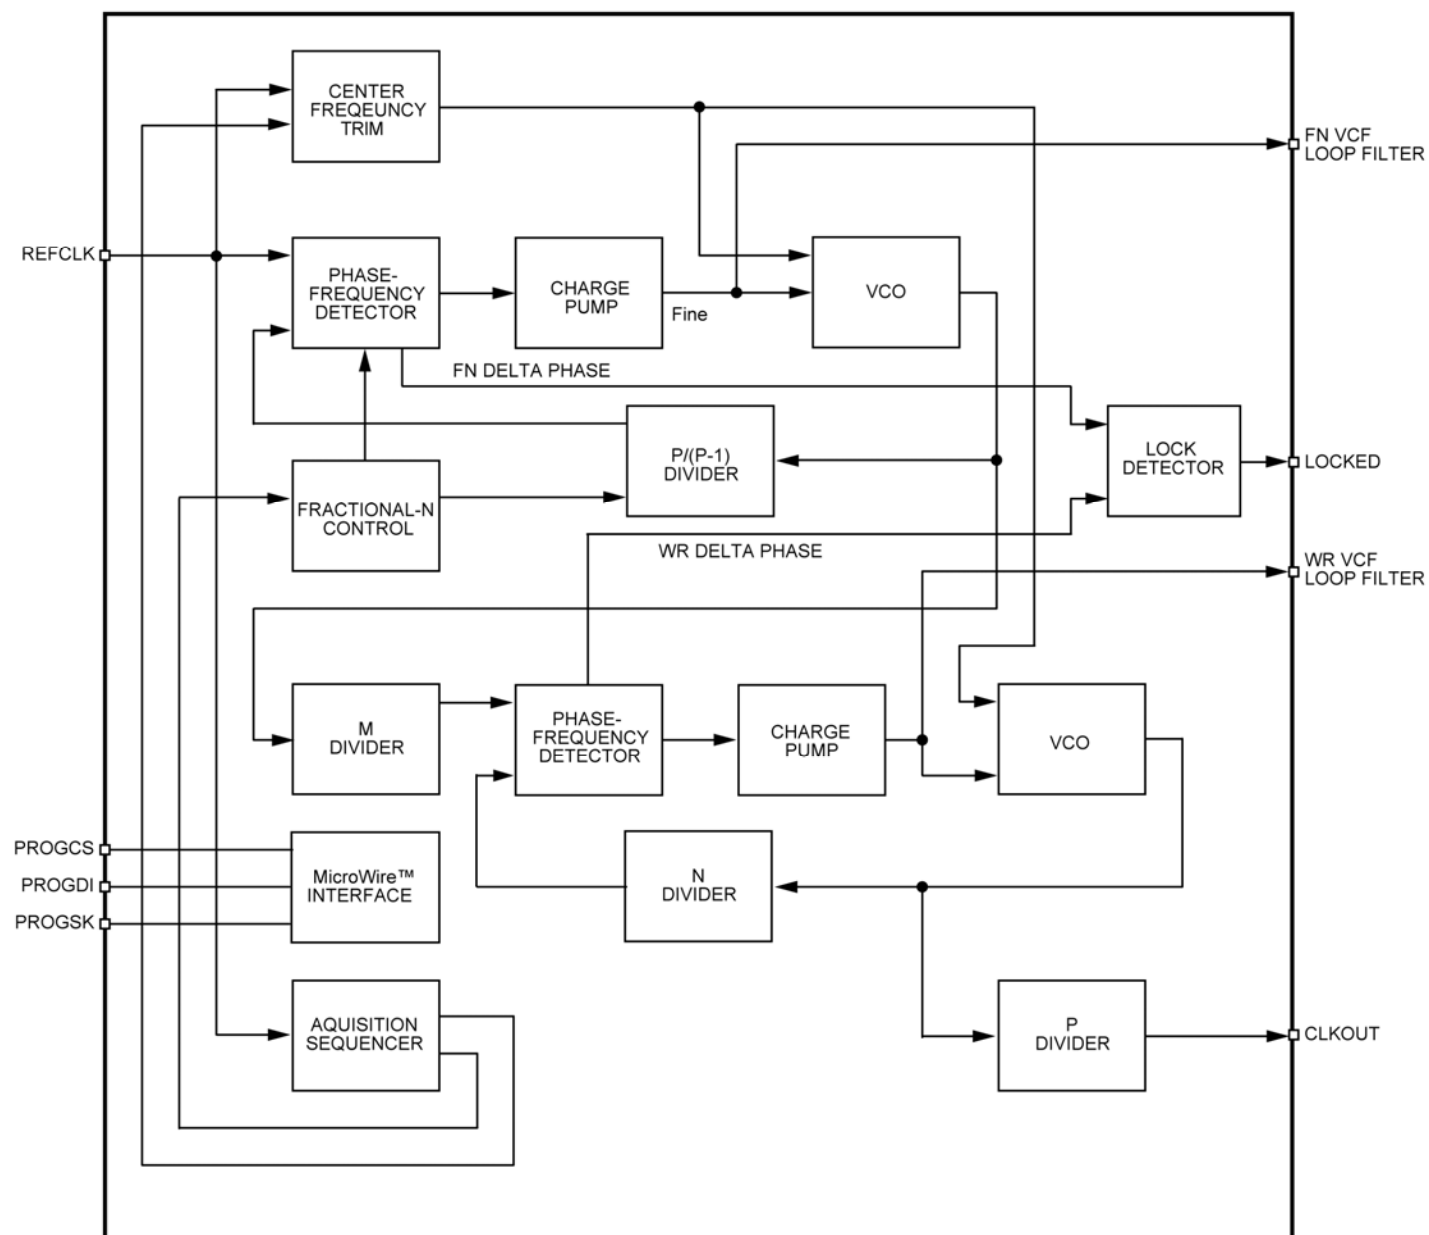 CENTER
FREQEUNCY
TRIM
FN VCF
LOOP FILTER
REFCLK
PHASE-
FREQUENCY
DETECTOR
CHARGE
PUMP
Fine
VCO
FN DELTA PHASE
P/(P-1)
DIVIDER
LOCK
DETECTOR
LOCKED
FRACTIONAL-N
CONTROL
WR DELTA PHASE
WR VCF
LOOP FILTER
M
DIVIDER
PHASE-
FREQUENCY
DETECTOR
CHARGE
PUMP
VCO
PROGCS
PROGDI
PROGSK
MicroWire™
INTERFACE
N
DIVIDER
AQUISITION
SEQUENCER
P
DIVIDER
CLKOUT